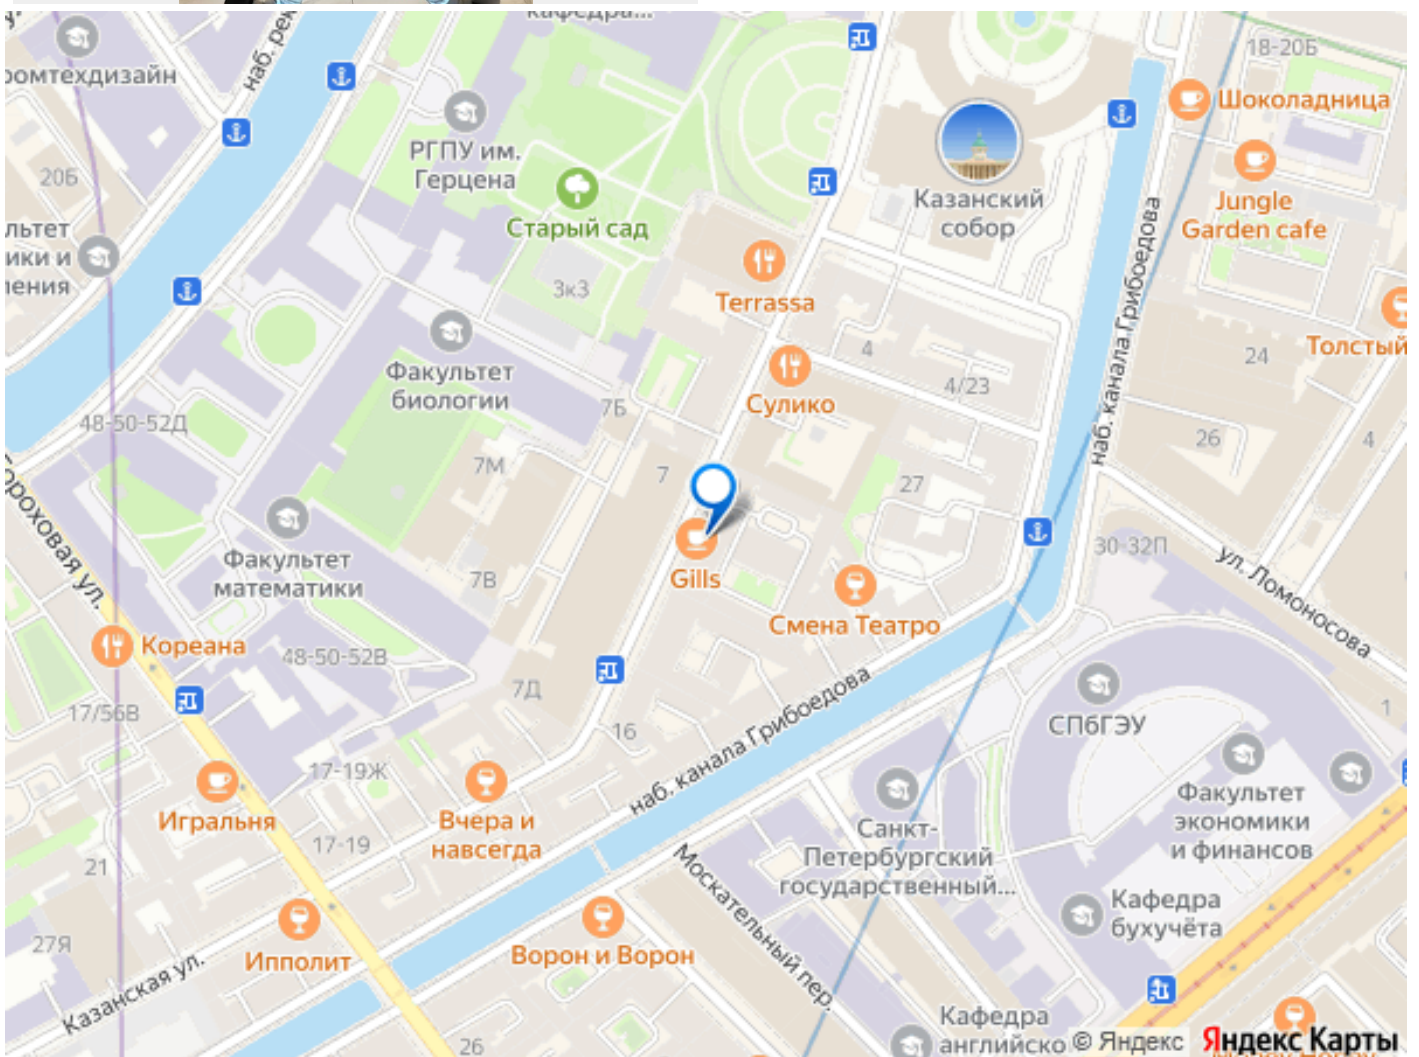 кафедра...
18-20Б
Шоколадница
ромтехдизайн
наб. рек
РГПУ им.
Герцена
20Б
Казанский
собор
Jungle
Garden cafe
Старый сад
льтет
ики и
ления
3к3
Terrassa
наб. канала Грибоедова
Факультет
биологии
4
4/23
24
Толстый
Сулико
7Б
48-50-52Д
26
4
7М
7
27
Гороховая ул.
30-32П
ул. Ломоносова
Факультет
математики
7В
Gills
Смена Театро
Кореана
48-50-52В
7Д
17/56В
16
наб. канала Грибоедова
СПбГЭУ
1
17-19Ж
Игральня
Вчера и
навсегда
17-19
21
Санкт-
Петербургский
государственный...
Факультет
экономики
и финансов
Москательный пер.
Кафедра
бухучёта
27Я
Ипполит
Ворон и Ворон
Казанская ул.
26
Кафедра
английско
© Яндекс
Яндекс Карты